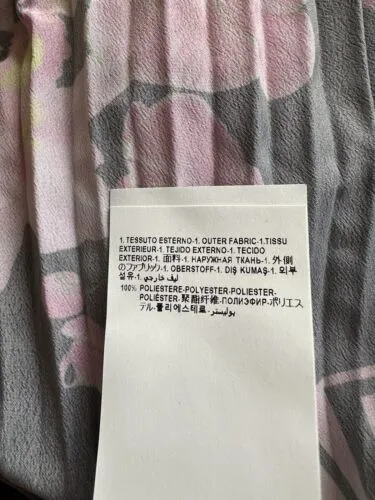 1. TESSUTO ESTERNO-1. OUTER FABRIC-1.TISSU
EXTERIEUR-1. TEJIDO EXTERNO-1. TECIDO
EXTERIOR-1. 面料-1. НАРУЖНАЯ ТКАНЬ-1. 外側
のファブリック-1. OBERSTOFF-1. DIŞ KUMAŞ-1. 외부
섬유-1. ليف خارجي
100% POLIESTERE-POLYESTER-POLIESTER-
POLIÉSTER-聚酯纤维-ПОЛИЭФИР-ポリエス
テル-폴리에스테르-بوليستر